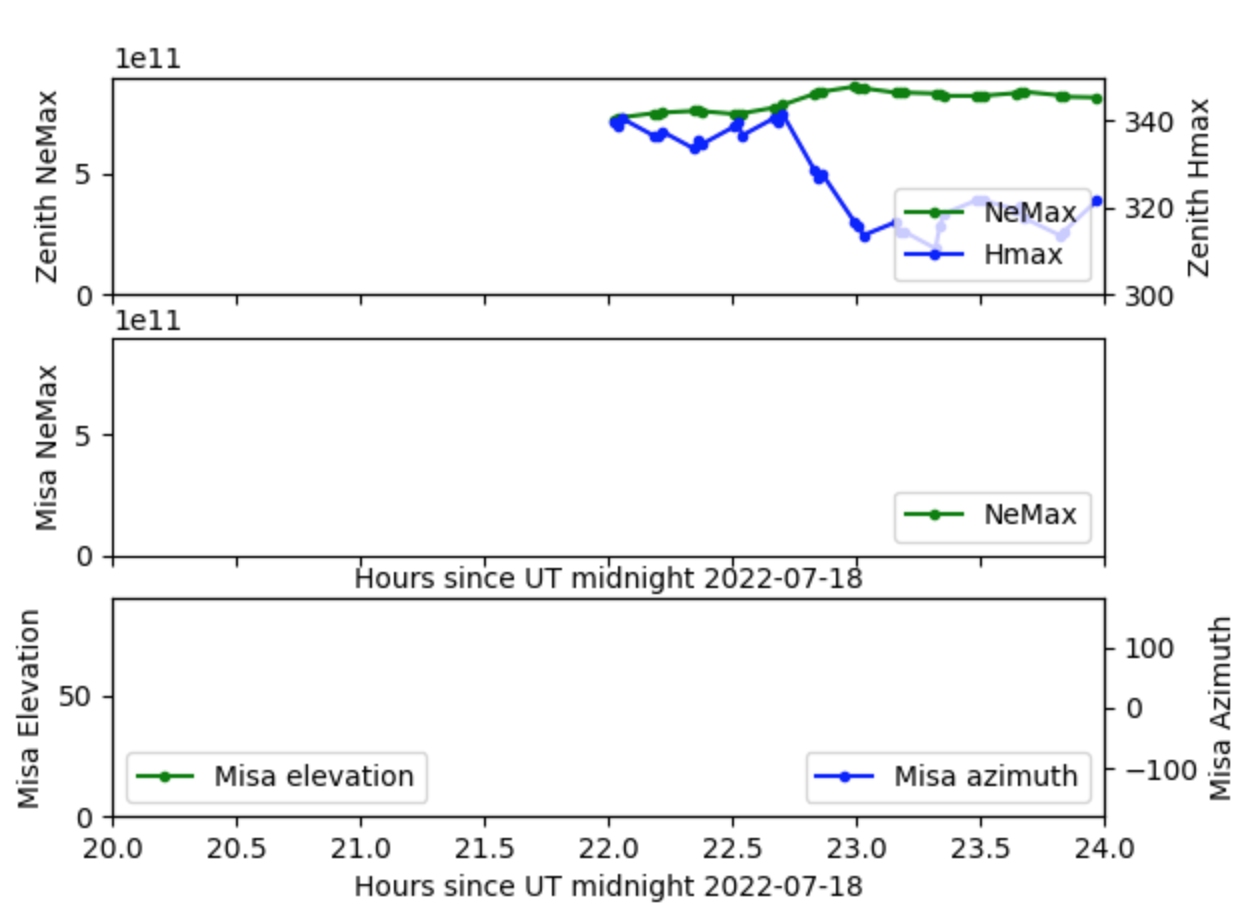 1e11
Zenith NeMax
5
0
340
320
300
Zenith Hmax
NeMax
Hmax
1e11
Misa NeMax
5
0
NeMax
Hours since UT midnight 2022-07-18
Misa Elevation
50
0
100
0
−100
Misa Azimuth
Misa elevation
Misa azimuth
20.0 20.5 21.0 21.5 22.0 22.5 23.0 23.5 24.0
Hours since UT midnight 2022-07-18